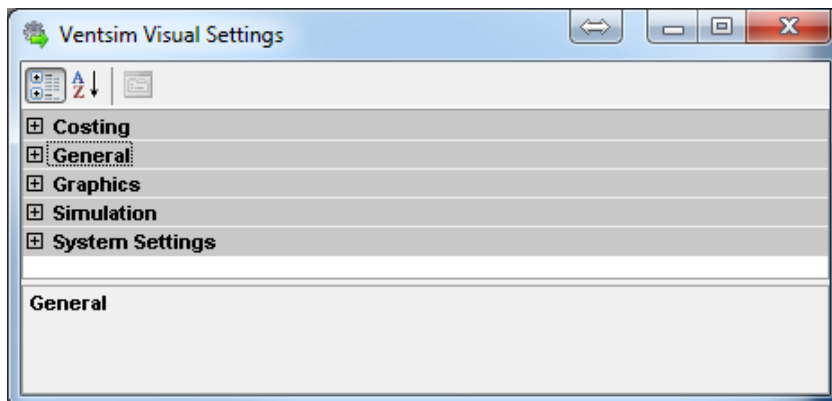 Ventsim Visual Settings
A
Z
Costing
General
Graphics
Simulation
System Settings
General